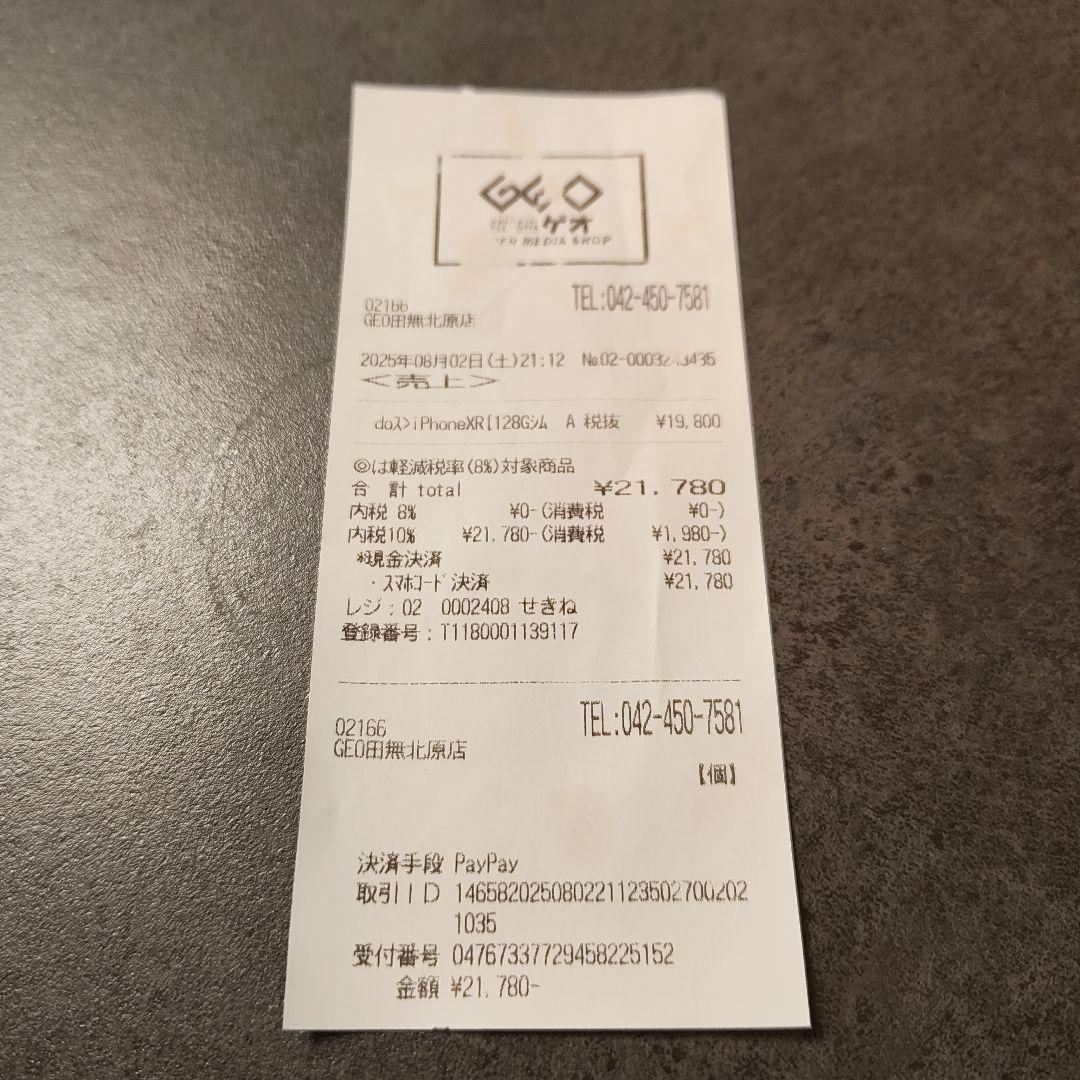 GEO
ゲオ
MEDIA SHOP
02166 TEL:042-450-7581
GEO田無北原店
2025年08月02日(土)21:12 №02-00032 3435
<売上>
doス>iPhoneXR[128Gシム A 税抜 ¥19,800
◎は軽減税率(8%)対象商品
合 計 total ¥21,780
内税 8% ¥0-(消費税 ¥0-)
内税10% ¥21,780-(消費税 ¥1,980-)
*現金決済 ¥21,780
・スマホコード決済 ¥21,780
レジ:02 0002408 せきね
登録番号:T1180001139117
02166 TEL:042-450-7581
GEO田無北原店
【個】
決済手段 PayPay
取引ID 14658202508022112350270020​2
1035
受付番号 04767337729458225152
金額 ¥21,780-